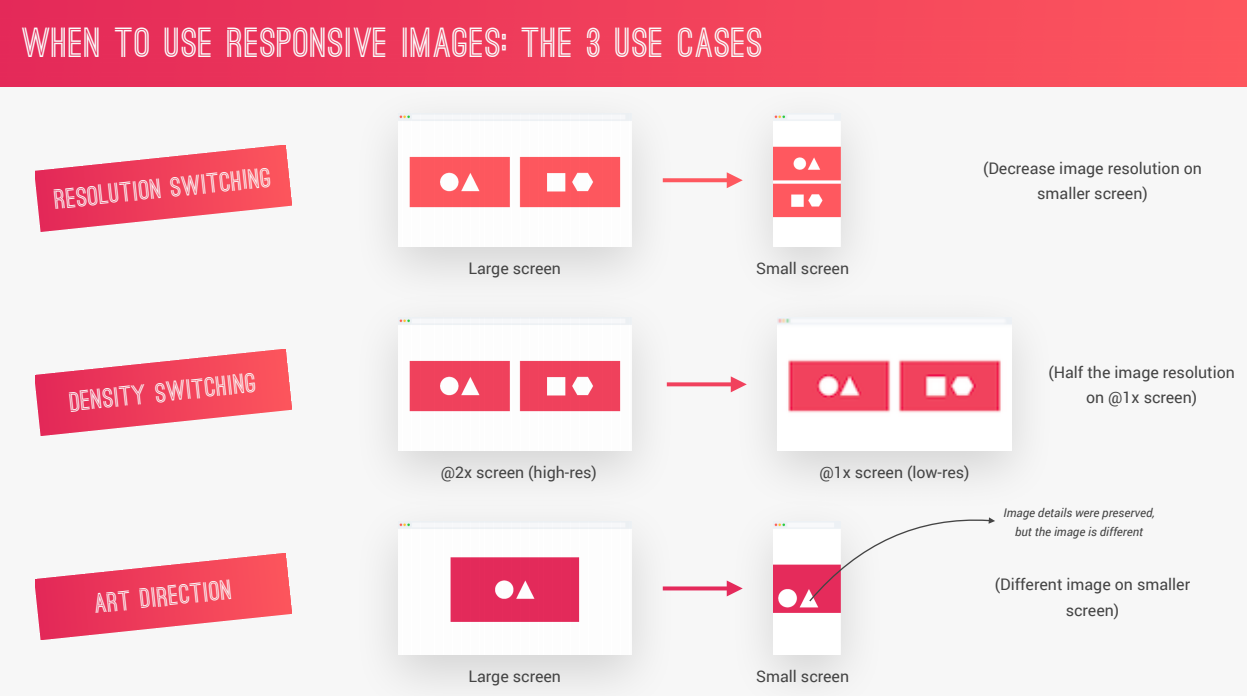 WHEN TO USE RESPONSIVE IMAGES: THE 3 USE CASES
RESOLUTION SWITCHING
Large screen
Small screen
(Decrease image resolution on
smaller screen)
DENSITY SWITCHING
@2x screen (high-res)
@1x screen (low-res)
(Half the image resolution
on @1x screen)
ART DIRECTION
Large screen
Small screen
Image details were preserved,
but the image is different
(Different image on smaller
screen)